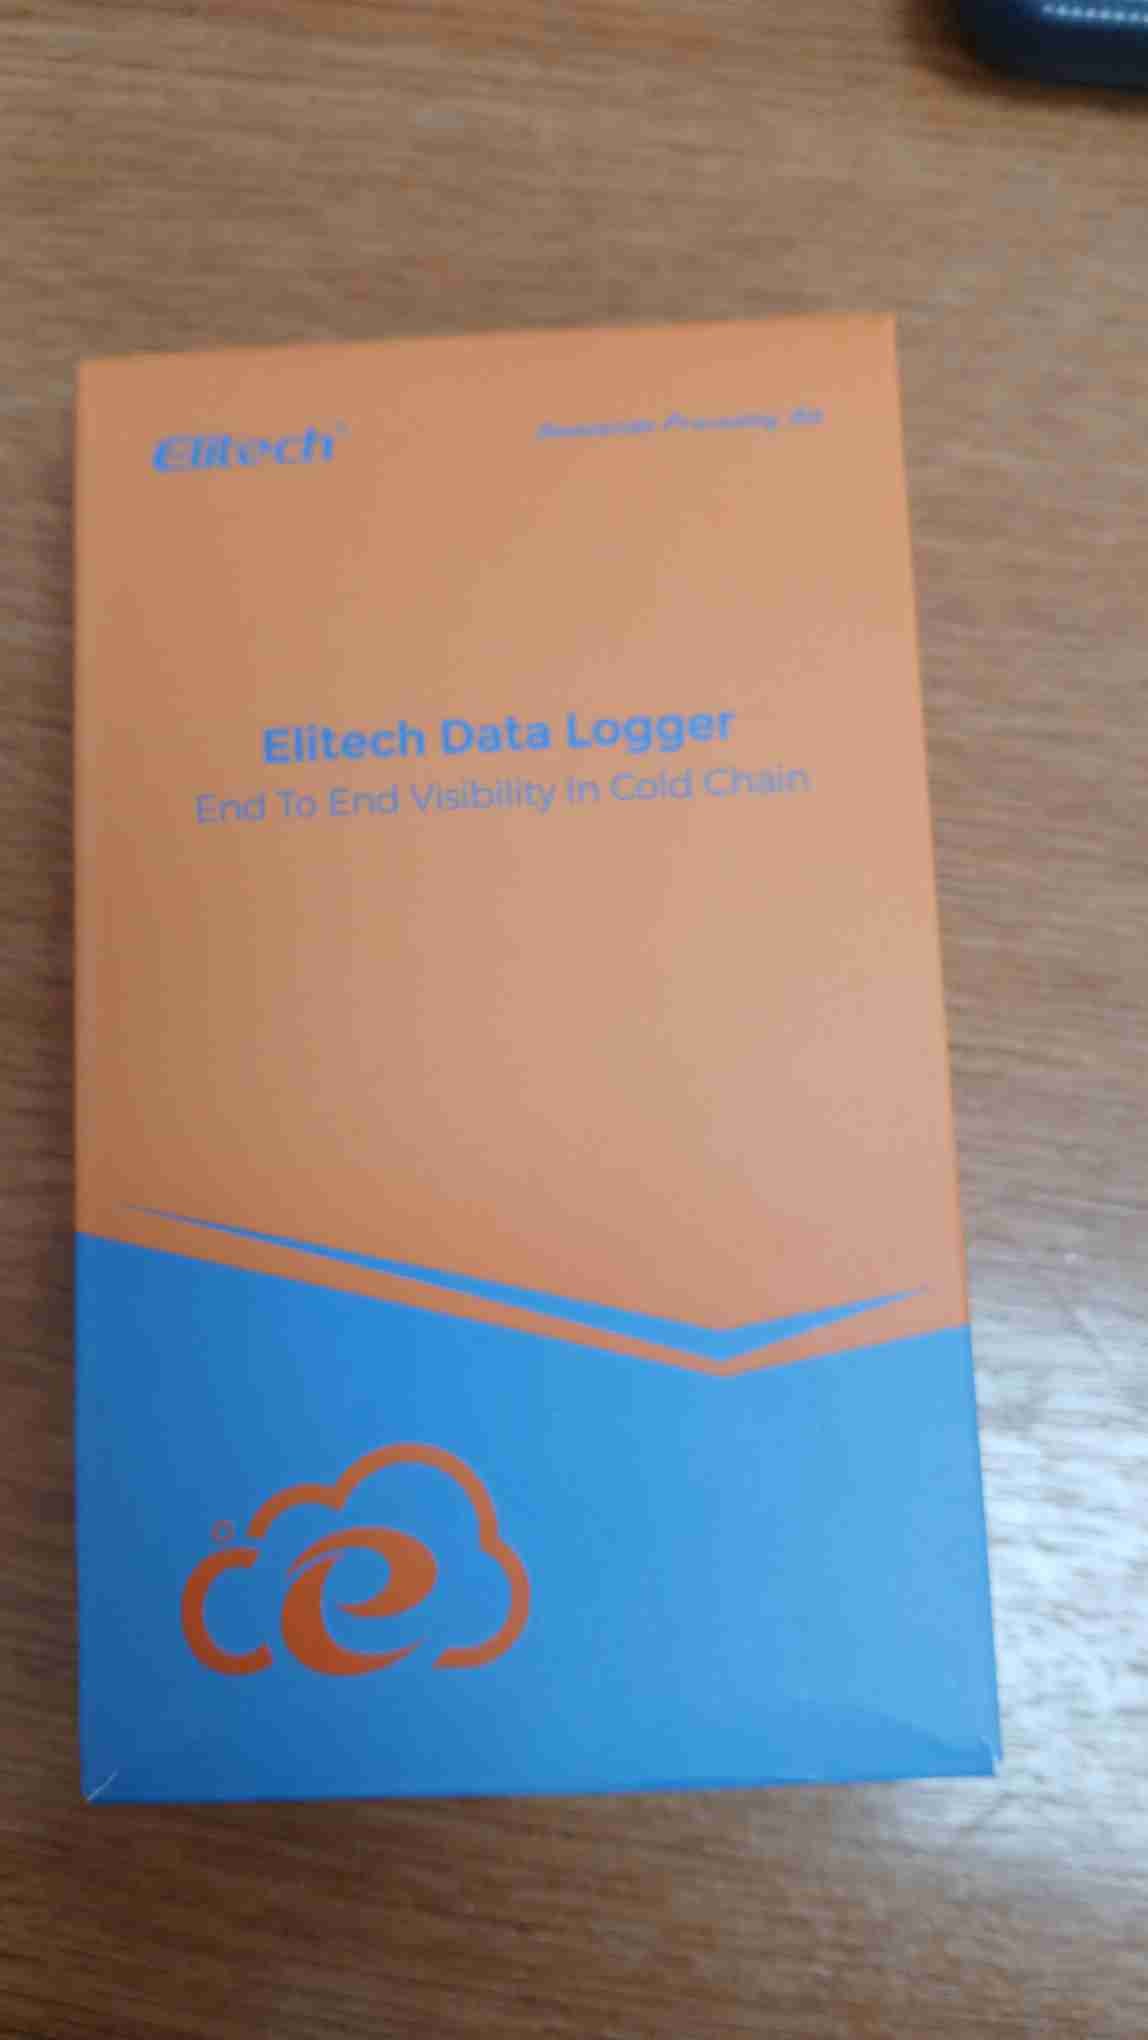 Elitech
Elitech Data Logger
End To End Visibility In Cold Chain